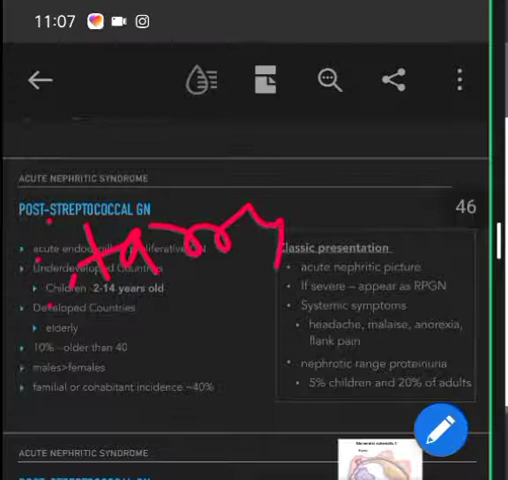 11:07
ACUTE NEPHRITIC SYNDROME
POST-STREPTOCOCCAL GN
46
acute endocapillary proliferative GN
Underdeveloped Countries
Children -2-14 years old
Developed Countries
elderly
10% -older than 40
males>females
familial or cohabitant incidence ~40%
Classic presentation
acute nephritic picture
If severe – appear as RPGN
Systemic symptoms
headache, malaise, anorexia,
flank pain
nephrotic range proteinuria
5% children and 20% of adults
ACUTE NEPHRITIC SYNDROME